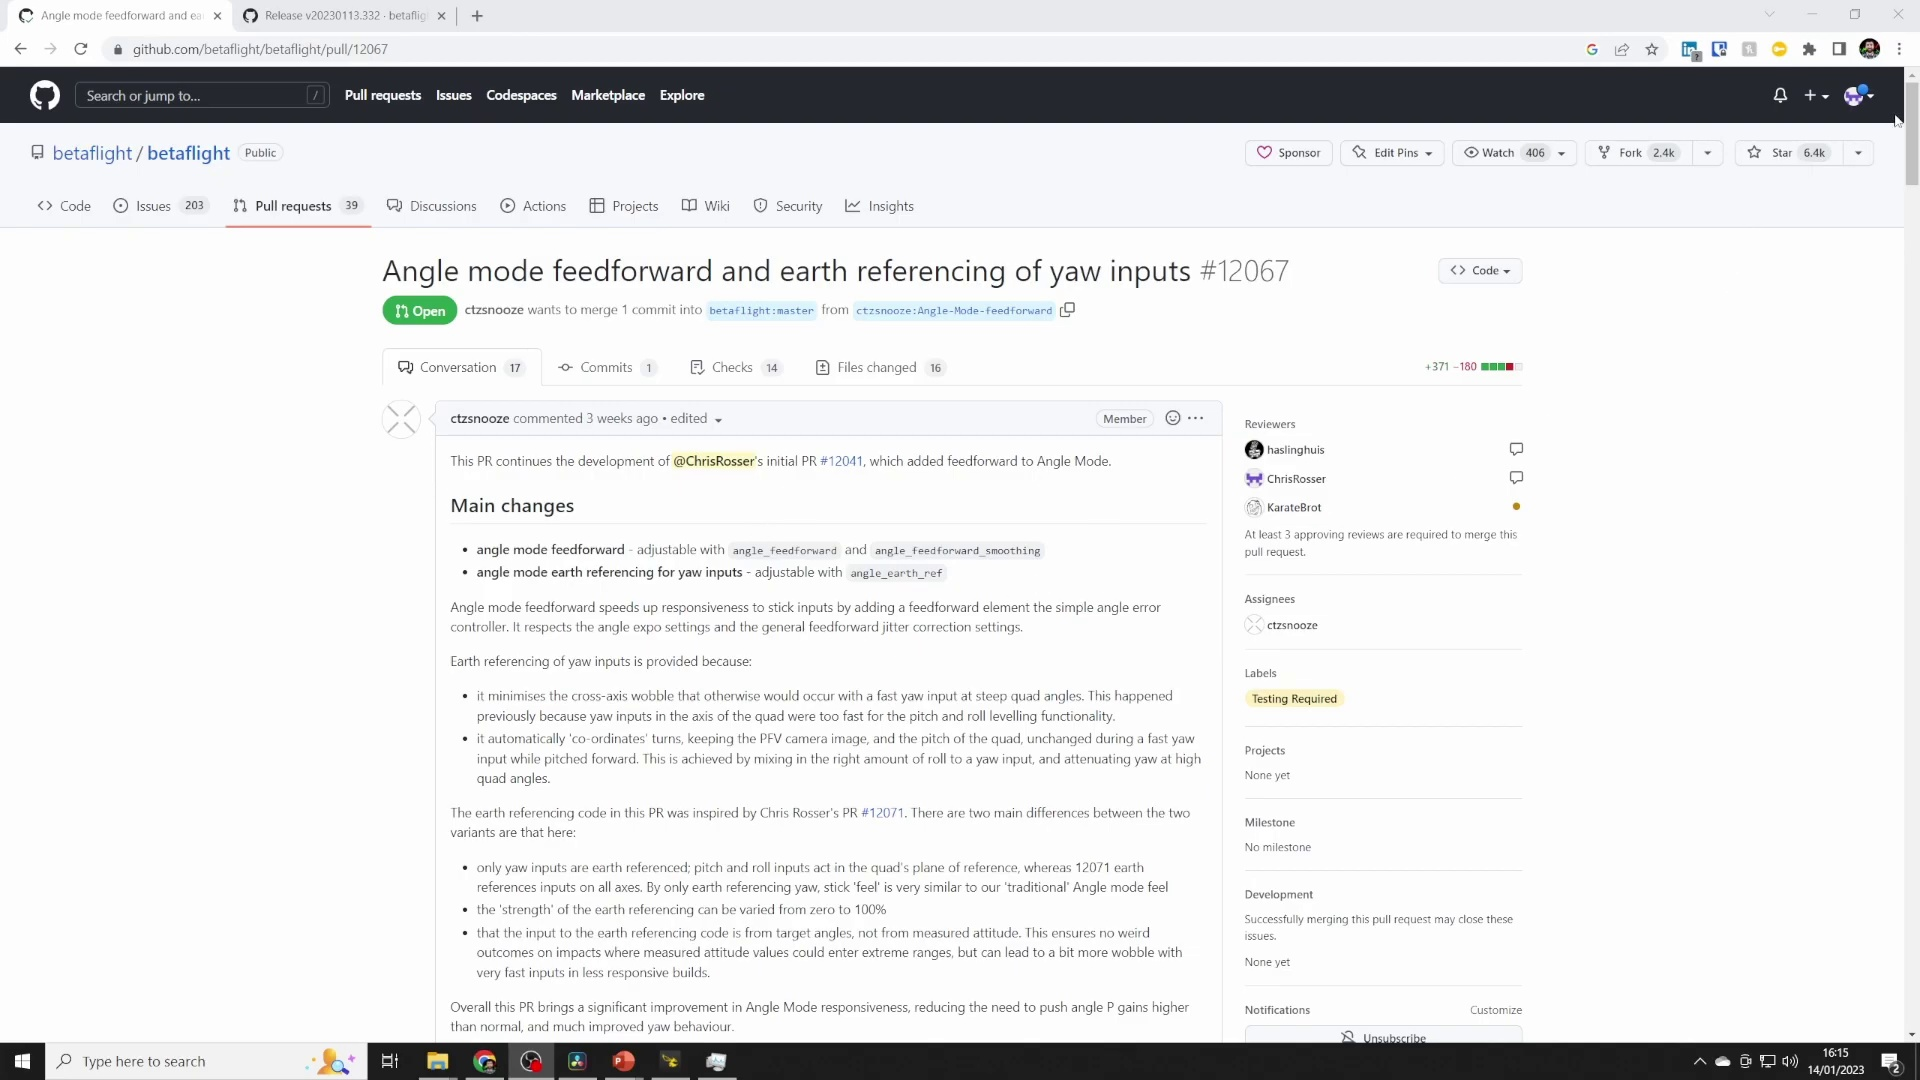 Angle mode feedforward and ea
Release v20230113.332 · betaflig
github.com/betaflight/betaflight/pull/12067
Search or jump to... /
Pull requests Issues Codespaces Marketplace Explore
betaflight / betaflight Public
Sponsor Edit Pins Watch 406 Fork 2.4k Star 6.4k
Code Issues 203 Pull requests 39 Discussions Actions Projects Wiki Security Insights
Angle mode feedforward and earth referencing of yaw inputs #12067
Code
Open ctzsnooze wants to merge 1 commit into betaflight:master from ctzsnooze:Angle-Mode-feedforward
Conversation 17 Commits 1 Checks 14 Files changed 16
+371 −180
ctzsnooze commented 3 weeks ago • edited
Member
This PR continues the development of @ChrisRosser's initial PR #12041, which added feedforward to Angle Mode.
Main changes
• angle mode feedforward - adjustable with angle_feedforward and angle_feedforward_smoothing
• angle mode earth referencing for yaw inputs - adjustable with angle_earth_ref
Angle mode feedforward speeds up responsiveness to stick inputs by adding a feedforward element the simple angle error
controller. It respects the angle expo settings and the general feedforward jitter correction settings.
Earth referencing of yaw inputs is provided because:
• it minimises the cross-axis wobble that otherwise would occur with a fast yaw input at steep quad angles. This happened
previously because yaw inputs in the axis of the quad were too fast for the pitch and roll levelling functionality.
• it automatically 'co-ordinates' turns, keeping the PFV camera image, and the pitch of the quad, unchanged during a fast yaw
input while pitched forward. This is achieved by mixing in the right amount of roll to a yaw input, and attenuating yaw at high
quad angles.
The earth referencing code in this PR was inspired by Chris Rosser's PR #12071. There are two main differences between the two
variants are that here:
• only yaw inputs are earth referenced; pitch and roll inputs act in the quad's plane of reference, whereas 12071 earth
references inputs on all axes. By only earth referencing yaw, stick 'feel' is very similar to our 'traditional' Angle mode feel
• the 'strength' of the earth referencing can be varied from zero to 100%
• that the input to the earth referencing code is from target angles, not from measured attitude. This ensures no weird
outcomes on impacts where measured attitude values could enter extreme ranges, but can lead to a bit more wobble with
very fast inputs in less responsive builds.
Overall this PR brings a significant improvement in Angle Mode responsiveness, reducing the need to push angle P gains higher
than normal, and much improved yaw behaviour.
Reviewers
haslinghuis
ChrisRosser
KarateBrot
At least 3 approving reviews are required to merge this
pull request.
Assignees
ctzsnooze
Labels
Testing Required
Projects
None yet
Milestone
No milestone
Development
Successfully merging this pull request may close these
issues.
None yet
Notifications Customize
Unsubscribe
Type here to search
16:15
14/01/2023
2